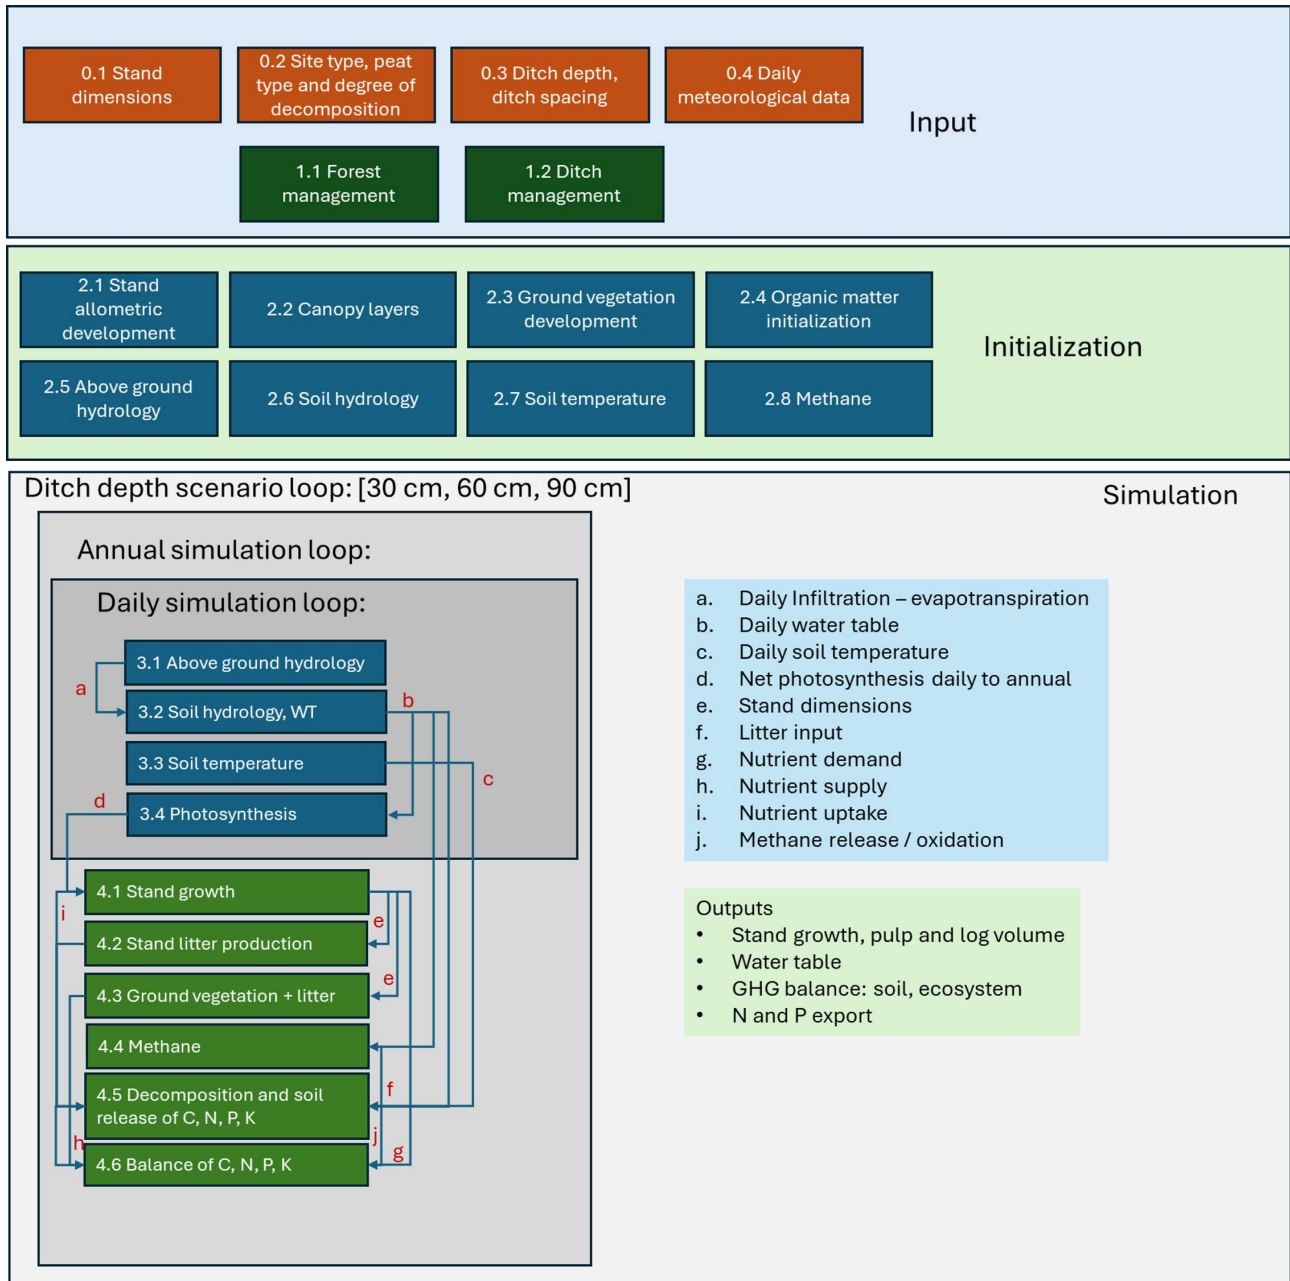 0.1 Stand
dimensions
0.2 Site type, peat
type and degree of
decomposition
0.3 Ditch depth,
ditch spacing
0.4 Daily
meteorological data
Input
1.1 Forest
management
1.2 Ditch
management
2.1 Stand
allometric
development
2.2 Canopy layers
2.3 Ground vegetation
development
2.4 Organic matter
initialization
Initialization
2.5 Above ground
hydrology
2.6 Soil hydrology
2.7 Soil temperature
2.8 Methane
Ditch depth scenario loop: [30 cm, 60 cm, 90 cm]
Simulation
Annual simulation loop:
Daily simulation loop:
3.1 Above ground hydrology
a
3.2 Soil hydrology, WT
b
3.3 Soil temperature
c
d
3.4 Photosynthesis
4.1 Stand growth
i
e
4.2 Stand litter production
e
4.3 Ground vegetation + litter
4.4 Methane
f
4.5 Decomposition and soil
release of C, N, P, K
j
h
g
4.6 Balance of C, N, P, K
a. Daily Infiltration – evapotranspiration
b. Daily water table
c. Daily soil temperature
d. Net photosynthesis daily to annual
e. Stand dimensions
f. Litter input
g. Nutrient demand
h. Nutrient supply
i. Nutrient uptake
j. Methane release / oxidation
Outputs
• Stand growth, pulp and log volume
• Water table
• GHG balance: soil, ecosystem
• N and P export